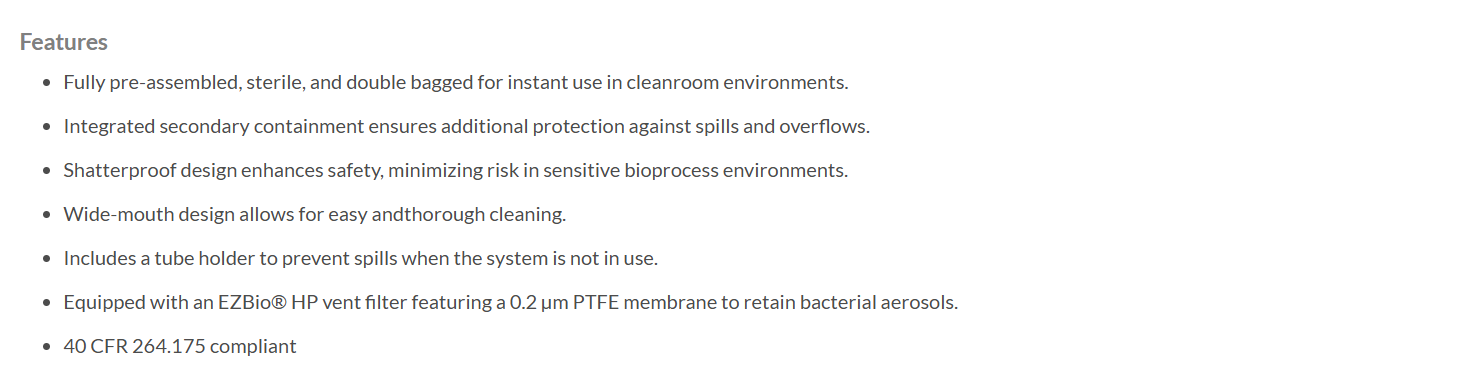 Features
• Fully pre-assembled, sterile, and double bagged for instant use in cleanroom environments.
• Integrated secondary containment ensures additional protection against spills and overflows.
• Shatterproof design enhances safety, minimizing risk in sensitive bioprocess environments.
• Wide-mouth design allows for easy andthorough cleaning.
• Includes a tube holder to prevent spills when the system is not in use.
• Equipped with an EZBio® HP vent filter featuring a 0.2 µm PTFE membrane to retain bacterial aerosols.
• 40 CFR 264.175 compliant